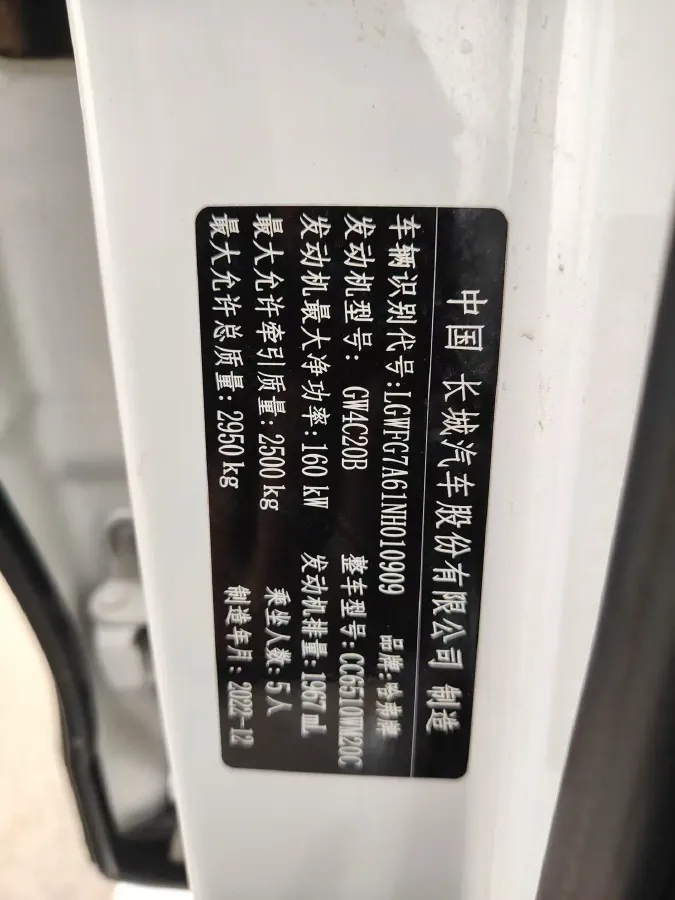 中国 长城汽车股份有限公司 制造
车辆识别代号:LGWFG7A61NH010909 品牌:哈弗牌
发动机型号: GW4C20B 整车型号:CC6510WM20C
发动机最大净功率:160 kW 发动机排量:1967 mL
最大允许牵引质量:2500 kg 乘坐人数:5人
最大允许总质量:2950 kg 制造年月:2022-12